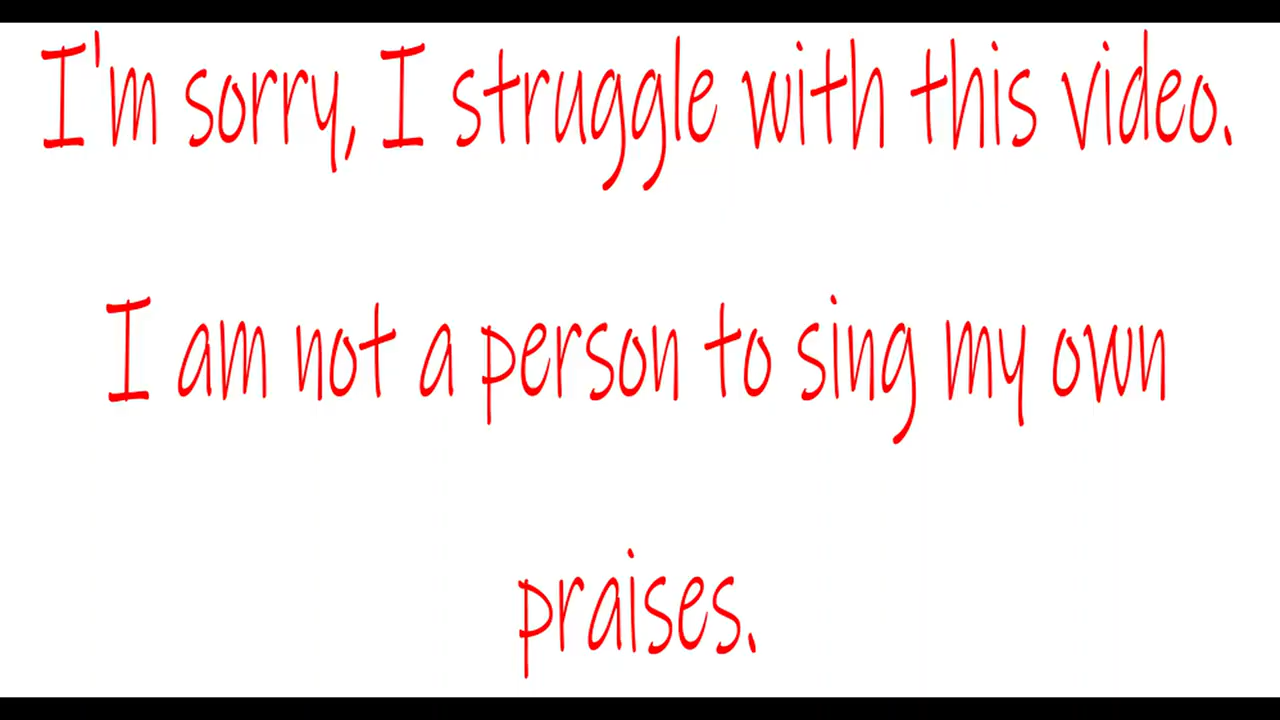 I'm sorry, I struggle with this video.
I am not a person to sing my own
praises.